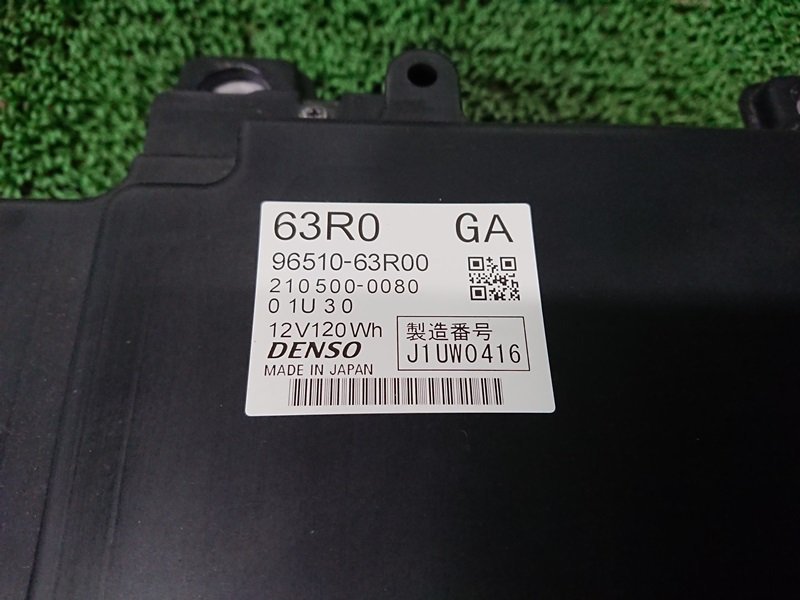 63R0 GA
96510-63R00
210500-0080
01U30
12V120Wh
DENSO
MADE IN JAPAN
製造番号
J1UW0416